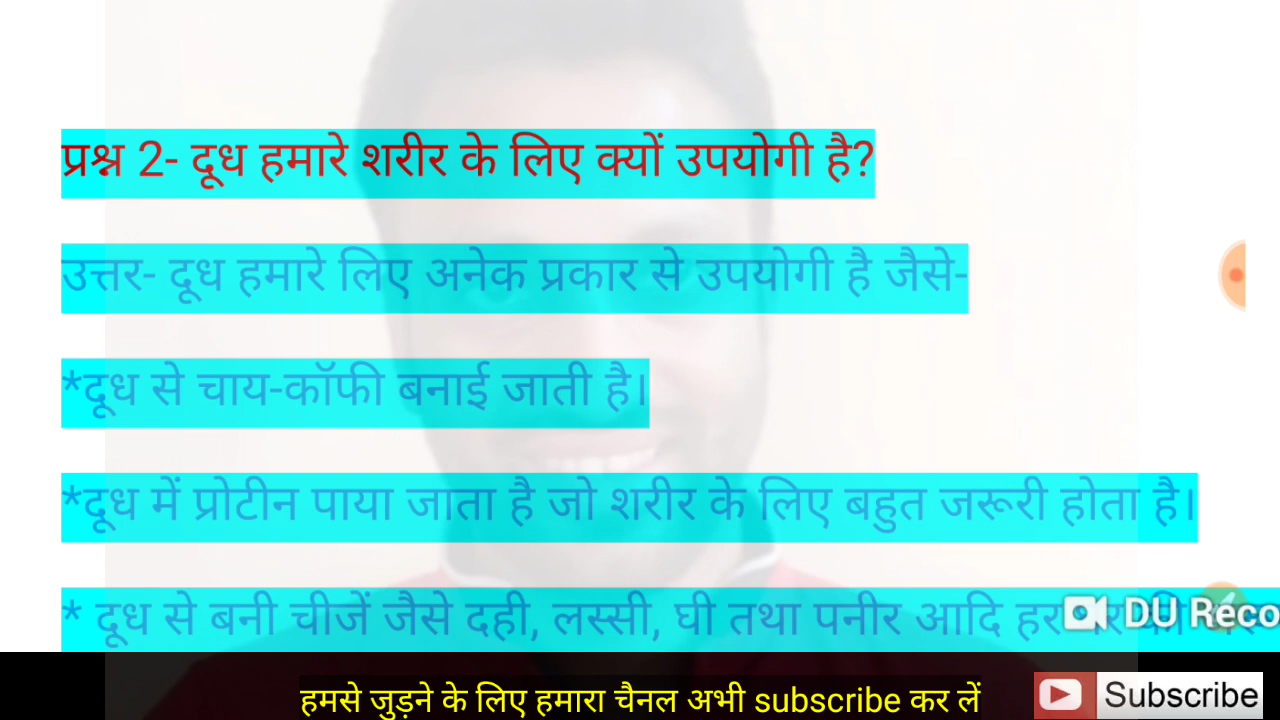 प्रश्न 2- दूध हमारे शरीर के लिए क्यों उपयोगी है?
उत्तर- दूध हमारे लिए अनेक प्रकार से उपयोगी है जैसे-
*दूध से चाय-कॉफी बनाई जाती है।
*दूध में प्रोटीन पाया जाता है जो शरीर के लिए बहुत जरूरी होता है।
* दूध से बनी चीजें जैसे दही, लस्सी, घी तथा पनीर आदि
DU Reco
हमसे जुड़ने के लिए हमारा चैनल अभी subscribe कर लें
Subscribe